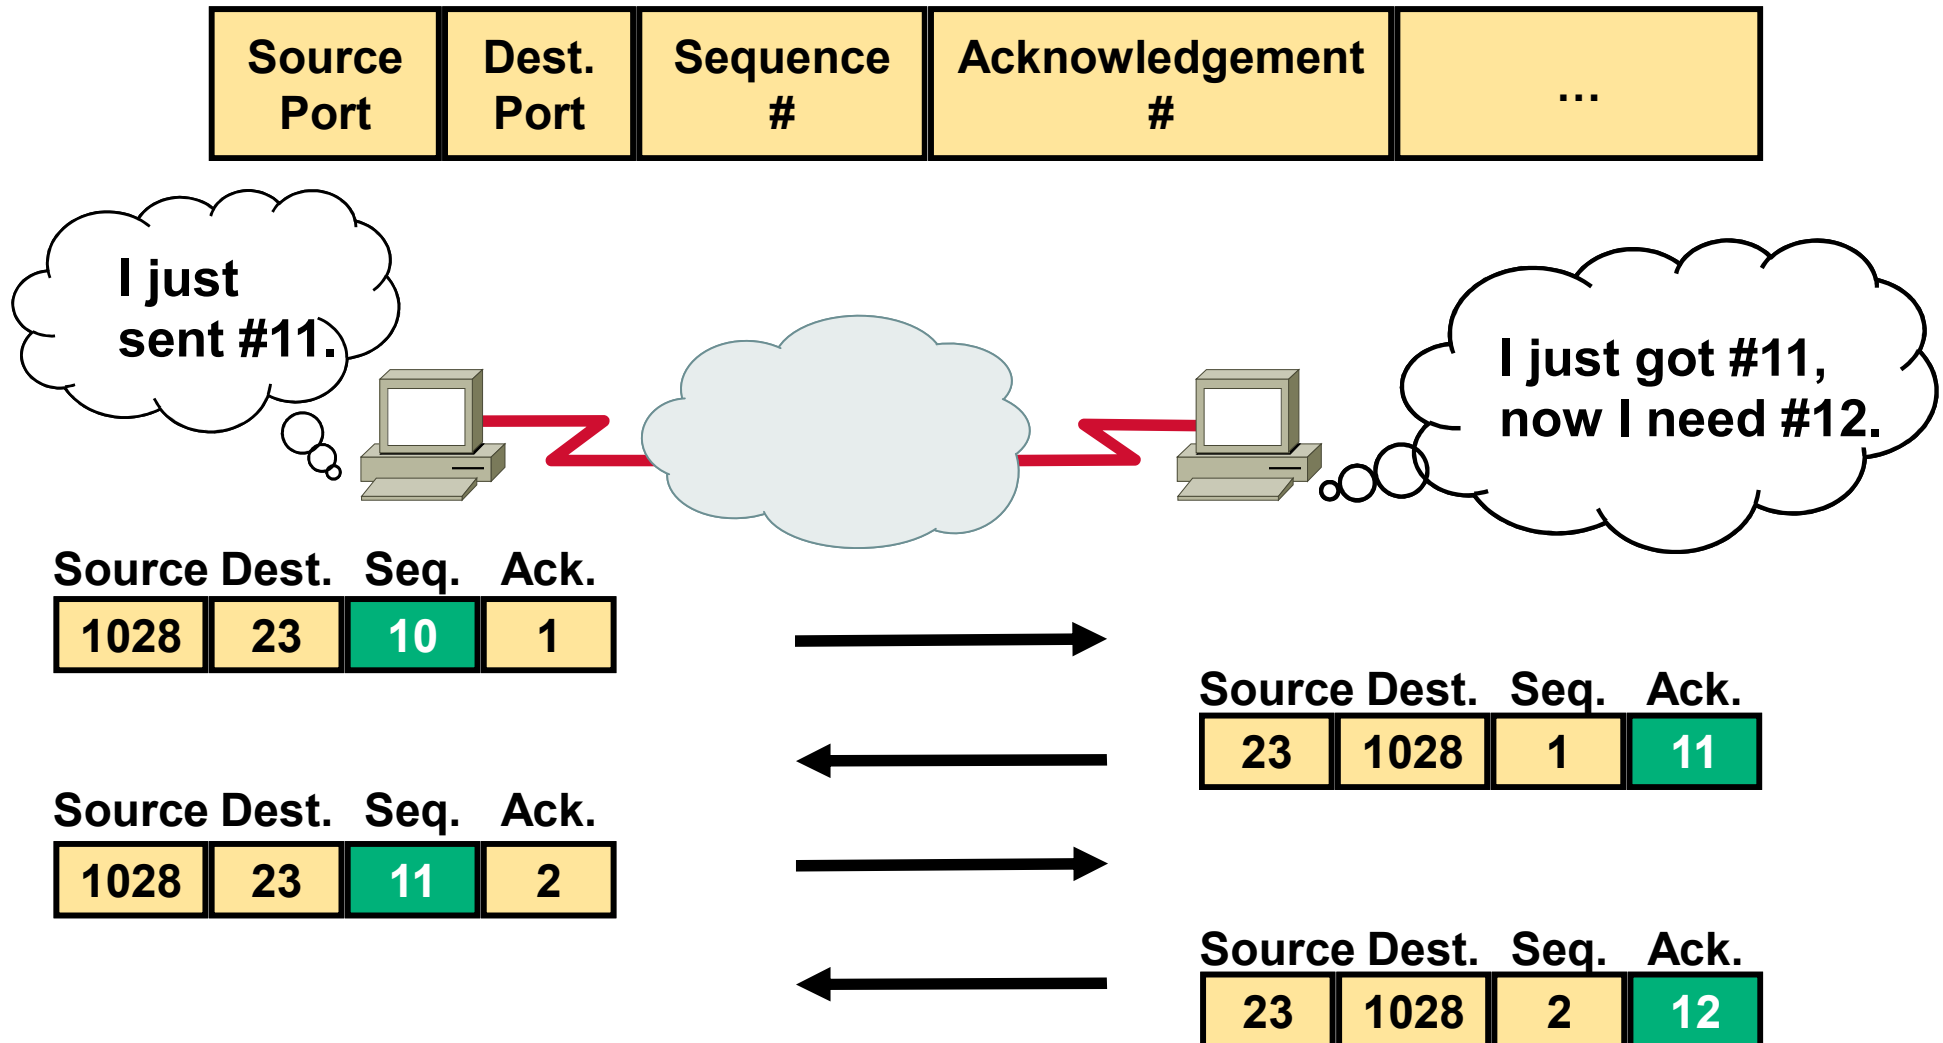 Source Port
Dest. Port
Sequence #
Acknowledgement #
...
I just
sent #11.
I just got #11,
now I need #12.
Source Dest. Seq. Ack.
1028 23 10 1
Source Dest. Seq. Ack.
23 1028 1 11
Source Dest. Seq. Ack.
1028 23 11 2
Source Dest. Seq. Ack.
23 1028 2 12